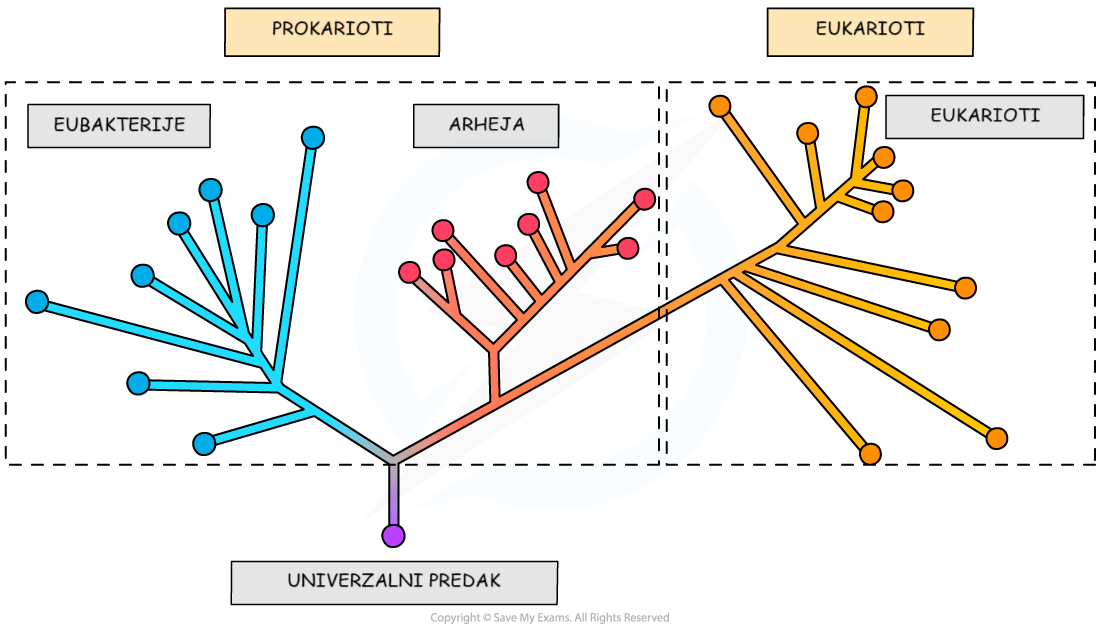 PROKARIOTI
EUKARIOTI
EUBAKTERIJE
ARHEJA
EUKARIOTI
UNIVERZALNI PREDAK
Copyright © Save My Exams. All Rights Reserved